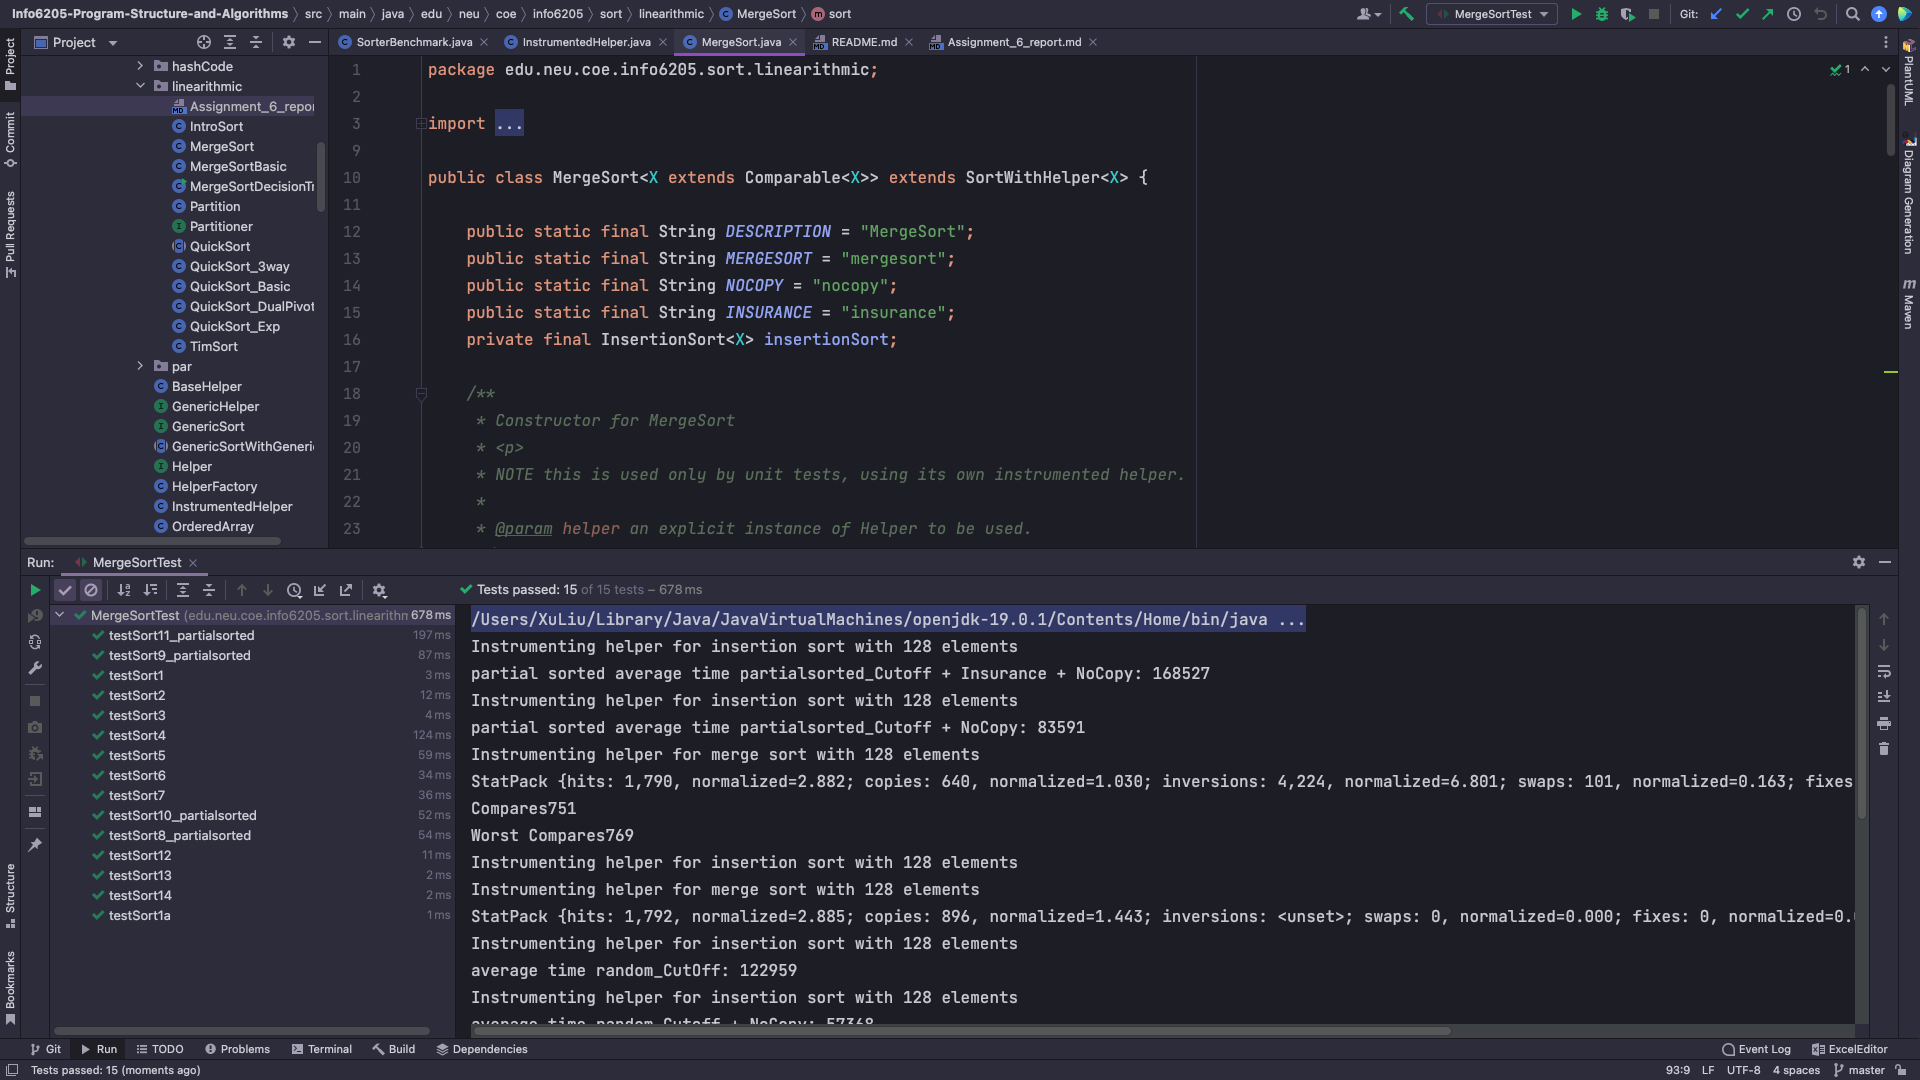 Info6205-Program-Structure-and-Algorithms > src > main > java > edu > neu > coe > info6205 > sort > linearithmic > MergeSort > sort
MergeSortTest
Git:
Project
SorterBenchmark.java
InstrumentedHelper.java
MergeSort.java
README.md
Assignment_6_report.md
Project
Commit
Pull Requests
Structure
Bookmarks
hashCode
linearithmic
Assignment_6_repor
IntroSort
MergeSort
MergeSortBasic
MergeSortDecisionTr
Partition
Partitioner
QuickSort
QuickSort_3way
QuickSort_Basic
QuickSort_DualPivot
QuickSort_Exp
TimSort
par
BaseHelper
GenericHelper
GenericSort
GenericSortWithGeneri
Helper
HelperFactory
InstrumentedHelper
OrderedArray
1 package edu.neu.coe.info6205.sort.linearithmic;
2
3 import ...
9
10 public class MergeSort<X extends Comparable<X>> extends SortWithHelper<X> {
11
12 public static final String DESCRIPTION = "MergeSort";
13 public static final String MERGESORT = "mergesort";
14 public static final String NOCOPY = "nocopy";
15 public static final String INSURANCE = "insurance";
16 private final InsertionSort<X> insertionSort;
17
18 /**
19 * Constructor for MergeSort
20 * <p>
21 * NOTE this is used only by unit tests, using its own instrumented helper.
22 *
23 * @param helper an explicit instance of Helper to be used.
1
PlantUML
Diagram Generation
Maven
Run: MergeSortTest
Tests passed: 15 of 15 tests – 678 ms
MergeSortTest (edu.neu.coe.info6205.sort.linearithn 678 ms
testSort11_partialsorted 197 ms
testSort9_partialsorted 87 ms
testSort1 3 ms
testSort2 12 ms
testSort3 4 ms
testSort4 124 ms
testSort5 59 ms
testSort6 34 ms
testSort7 36 ms
testSort10_partialsorted 52 ms
testSort8_partialsorted 54 ms
testSort12 11 ms
testSort13 2 ms
testSort14 2 ms
testSort1a 1 ms
/Users/XuLiu/Library/Java/JavaVirtualMachines/openjdk-19.0.1/Contents/Home/bin/java ...
Instrumenting helper for insertion sort with 128 elements
partial sorted average time partialsorted_Cutoff + Insurance + NoCopy: 168527
Instrumenting helper for insertion sort with 128 elements
partial sorted average time partialsorted_Cutoff + NoCopy: 83591
Instrumenting helper for merge sort with 128 elements
StatPack {hits: 1,790, normalized=2.882; copies: 640, normalized=1.030; inversions: 4,224, normalized=6.801; swaps: 101, normalized=0.163; fixes
Compares751
Worst Compares769
Instrumenting helper for insertion sort with 128 elements
Instrumenting helper for merge sort with 128 elements
StatPack {hits: 1,792, normalized=2.885; copies: 896, normalized=1.443; inversions: <unset>; swaps: 0, normalized=0.000; fixes: 0, normalized=0.
Instrumenting helper for insertion sort with 128 elements
average time random_CutOff: 122959
Instrumenting helper for insertion sort with 128 elements
average time random_Cutoff + NoCopy: 57368
Git Run TODO Problems Terminal Build Dependencies
Event Log ExcelEditor
Tests passed: 15 (moments ago)
93:9 LF UTF-8 4 spaces master